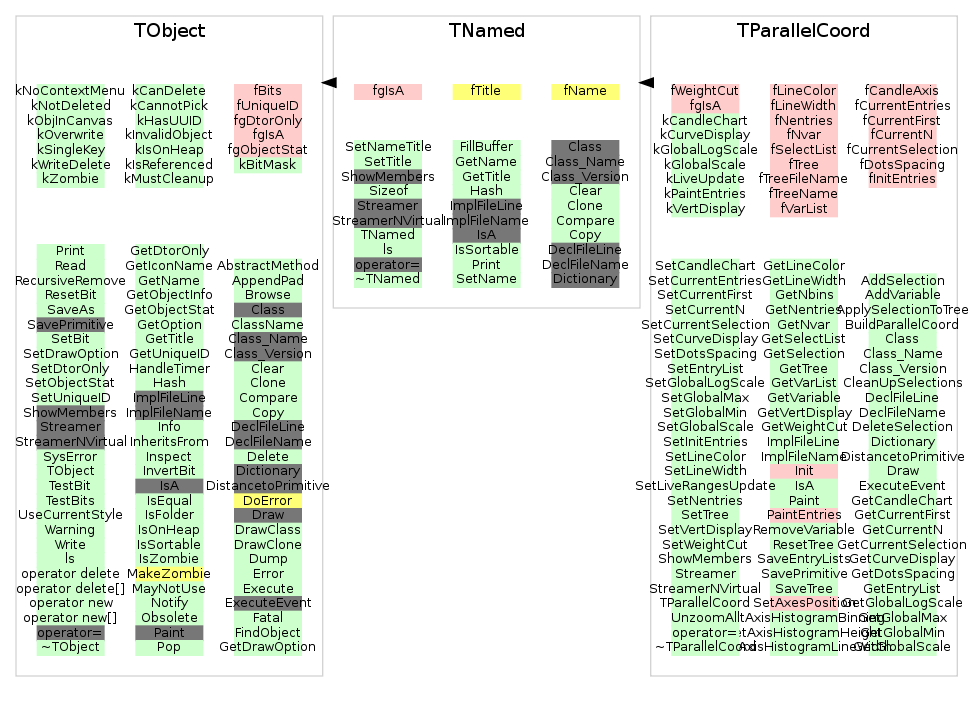 TObject
kNoContextMenu
kNotDeleted
kObjInCanvas
kOverwrite
kSingleKey
kWriteDelete
kZombie
kCanDelete
kCannotPick
kHasUUID
kInvalidObject
kIsOnHeap
kIsReferenced
kMustCleanup
fBits
fUniqueID
fgDtorOnly
fgIsA
fgObjectStat
kBitMask
Print
Read
RecursiveRemove
ResetBit
SaveAs
SavePrimitive
SetBit
SetDrawOption
SetDtorOnly
SetObjectStat
SetUniqueID
ShowMembers
Streamer
StreamerNVirtual
SysError
TObject
TestBit
TestBits
UseCurrentStyle
Warning
Write
ls
operator delete
operator delete[]
operator new
operator new[]
operator=
~TObject
GetDtorOnly
GetIconName
GetName
GetObjectInfo
GetObjectStat
GetOption
GetTitle
GetUniqueID
HandleTimer
Hash
ImplFileLine
ImplFileName
Info
InheritsFrom
Inspect
InvertBit
IsA
IsEqual
IsFolder
IsOnHeap
IsSortable
IsZombie
MakeZombie
MayNotUse
Notify
Obsolete
Paint
Pop
AbstractMethod
AppendPad
Browse
Class
ClassName
Class_Name
Class_Version
Clear
Clone
Compare
Copy
DeclFileLine
DeclFileName
Delete
Dictionary
DistancetoPrimitive
DoError
Draw
DrawClass
DrawClone
Dump
Error
Execute
ExecuteEvent
Fatal
FindObject
GetDrawOption
TNamed
fgIsA
fTitle
fName
SetNameTitle
SetTitle
ShowMembers
Sizeof
Streamer
StreamerNVirtual
TNamed
ls
operator=
~TNamed
FillBuffer
GetName
GetTitle
Hash
ImplFileLine
ImplFileName
IsA
IsSortable
Print
SetName
Class
Class_Name
Class_Version
Clear
Clone
Compare
Copy
DeclFileLine
DeclFileName
Dictionary
TParallelCoord
fWeightCut
fgIsA
kCandleChart
kCurveDisplay
kGlobalLogScale
kGlobalScale
kLiveUpdate
kPaintEntries
kVertDisplay
fLineColor
fLineWidth
fNentries
fNvar
fSelectList
fTree
fTreeFileName
fTreeName
fVarList
fCandleAxis
fCurrentEntries
fCurrentFirst
fCurrentN
fCurrentSelection
fDotsSpacing
fInitEntries
SetCandleChart
SetCurrentEntries
SetCurrentFirst
SetCurrentN
SetCurrentSelection
SetCurveDisplay
SetDotsSpacing
SetEntryList
SetGlobalLogScale
SetGlobalMax
SetGlobalMin
SetGlobalScale
SetInitEntries
SetLineColor
SetLineWidth
SetLiveRangesUpdate
SetNentries
SetTree
SetVertDisplay
SetWeightCut
ShowMembers
Streamer
StreamerNVirtual
TParallelCoord
operator=
~TParallelCoord
GetLineColor
GetLineWidth
GetNbins
GetNentries
GetNvar
GetSelectList
GetSelection
GetTree
GetVarList
GetVariable
GetVertDisplay
GetWeightCut
ImplFileLine
ImplFileName
Init
IsA
Paint
PaintEntries
RemoveVariable
ResetTree
SaveEntryLists
SavePrimitive
SaveTree
SetAxesPosition
AddSelection
AddVariable
ApplySelectionToTree
BuildParallelCoord
Class
Class_Name
Class_Version
CleanUpSelections
DeclFileLine
DeclFileName
DeleteSelection
Dictionary
DistancetoPrimitive
Draw
ExecuteEvent
GetCandleChart
GetCurrentFirst
GetCurrentN
GetCurrentSelection
GetCurveDisplay
GetDotsSpacing
GetEntryList
GetGlobalLogScale
GetGlobalMax
GetGlobalMin
GetGlobalScale